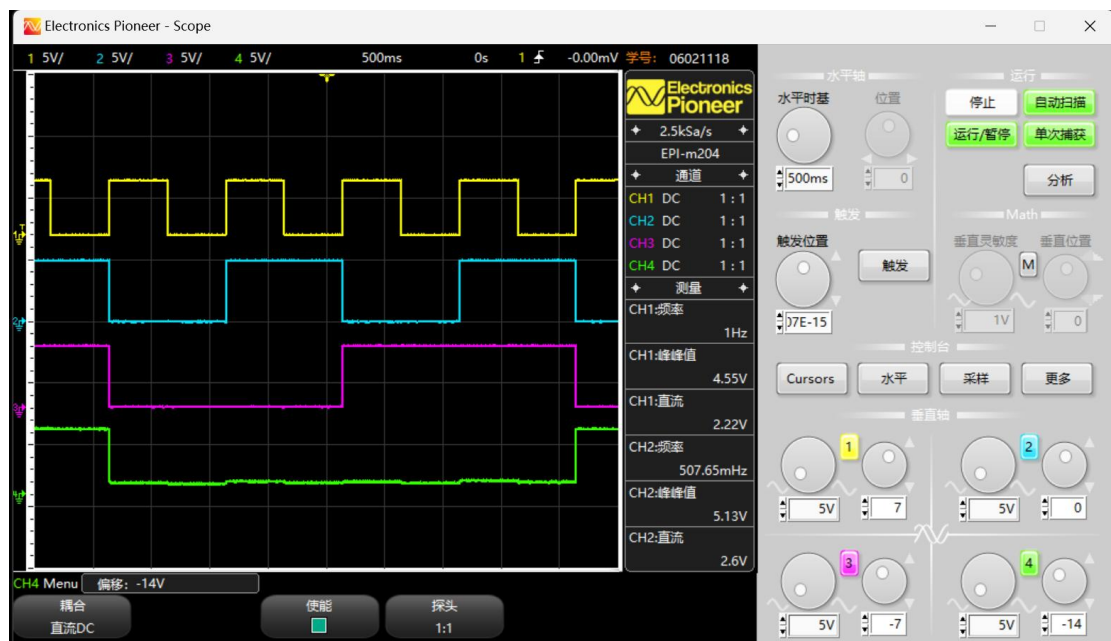 Electronics Pioneer - Scope
1 5V/ 2 5V/ 3 5V/ 4 5V/ 500ms 0s 1 -0.00mV 学号: 06021118
Electronics
Pioneer
2.5kSa/s
EPI-m204
通道
CH1 DC 1 : 1
CH2 DC 1 : 1
CH3 DC 1 : 1
CH4 DC 1 : 1
测量
CH1:频率
1Hz
CH1:峰峰值
4.55V
CH1:直流
2.22V
CH2:频率
507.65mHz
CH2:峰峰值
5.13V
CH2:直流
2.6V
T
1
2
3
4
CH4 Menu 偏移: -14V
耦合
直流DC
使能
探头
1:1
水平轴
水平时基 位置
500ms 0
运行
停止 自动扫描
运行/暂停 单次捕获
分析
触发
触发位置
触发
07E-15
Math
垂直灵敏度 垂直位置
M
1V 0
控制台
Cursors 水平 采样 更多
垂直轴
1 2
5V 7 5V 0
3 4
5V -7 5V -14